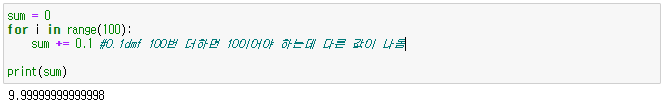 sum = 0
for i in range(100):
sum += 0.1 #0.1dmf 100번 더하면 100이어야 하는데 다른 값이 나옴
print(sum)
9.99999999999998